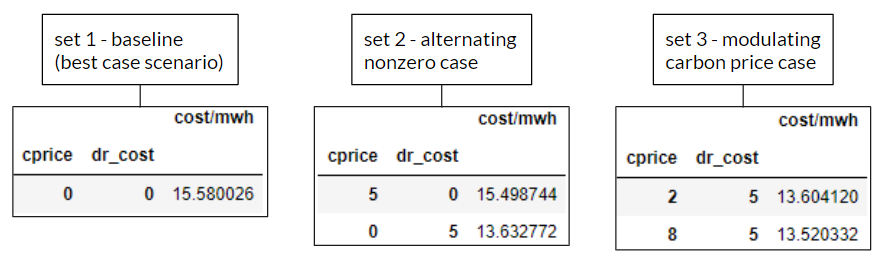 set 1 - baseline
(best case scenario)
cost/mwh
cprice dr_cost
0 0 15.580026
set 2 - alternating
nonzero case
cost/mwh
cprice dr_cost
5 0 15.498744
0 5 13.632772
set 3 - modulating
carbon price case
cost/mwh
cprice dr_cost
2 5 13.604120
8 5 13.520332